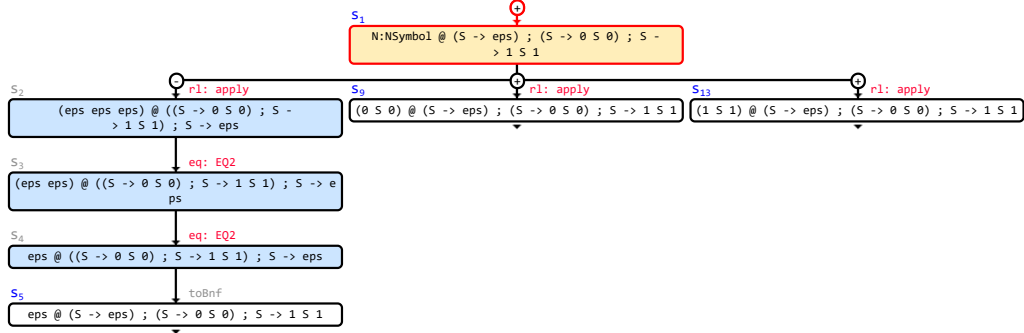 +
S1
N:NSymbol @ (S -> eps) ; (S -> 0 S 0) ; S -
> 1 S 1
- + +
S2 rl: apply S9 rl: apply S13 rl: apply
(eps eps eps) @ ((S -> 0 S 0) ; S -
> 1 S 1) ; S -> eps
(0 S 0) @ (S -> eps) ; (S -> 0 S 0) ; S -> 1 S 1
(1 S 1) @ (S -> eps) ; (S -> 0 S 0) ; S -> 1 S 1
S3 eq: EQ2
(eps eps) @ ((S -> 0 S 0) ; S -> 1 S 1) ; S -> e
ps
S4 eq: EQ2
eps @ ((S -> 0 S 0) ; S -> 1 S 1) ; S -> eps
S5 toBnf
eps @ (S -> eps) ; (S -> 0 S 0) ; S -> 1 S 1